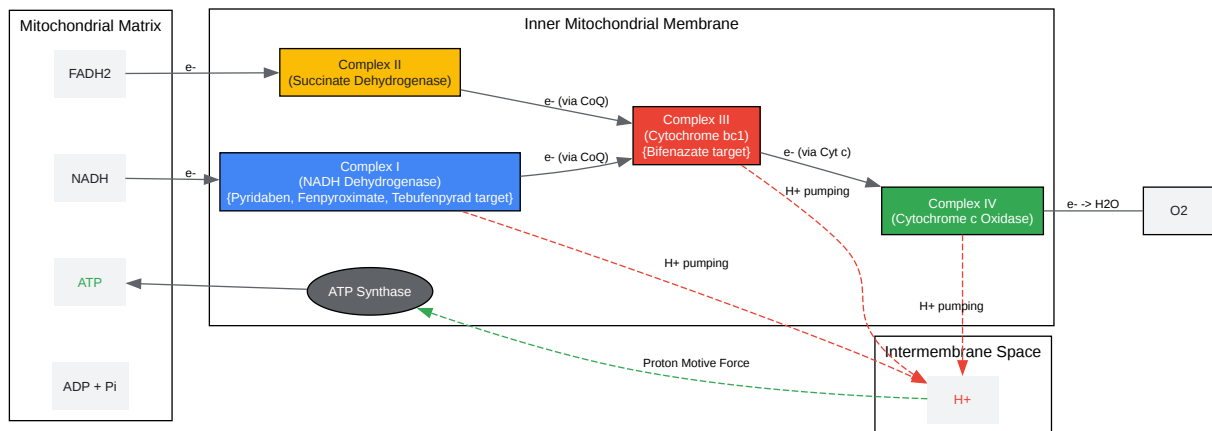 Mitochondrial Matrix
Inner Mitochondrial Membrane
FADH2
e-
Complex II
(Succinate Dehydrogenase)
e- (via CoQ)
Complex III
(Cytochrome bc1)
{Bifenazate target}
NADH
e-
Complex I
(NADH Dehydrogenase)
{Pyridaben, Fenpyroximate, Tebufenpyrad target}
e- (via CoQ)
e- (via Cyt c)
H+ pumping
Complex IV
(Cytochrome c Oxidase)
e- -> H2O
O2
H+ pumping
ATP
ATP Synthase
H+ pumping
Intermembrane Space
Proton Motive Force
ADP + Pi
H+